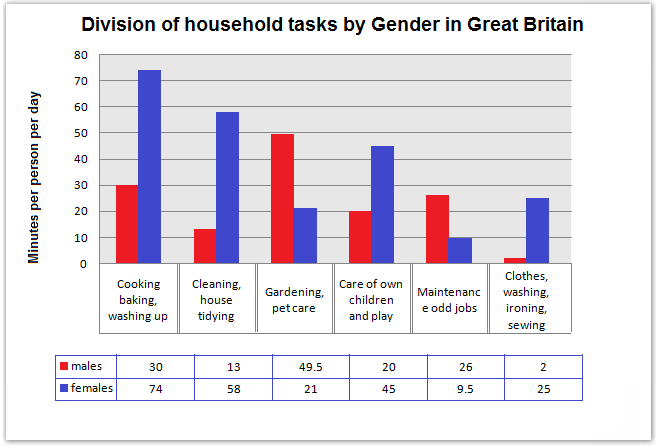 Division of household tasks by Gender in Great Britain
Minutes per person per day
80
70
60
50
40
30
20
10
0
Cooking
baking,
washing up
Cleaning,
house
tidying
Gardening,
pet care
Care of own
children
and play
Maintenanc
e odd jobs
Clothes,
washing,
ironing,
sewing
males 30 13 49.5 20 26 2
females 74 58 21 45 9.5 25